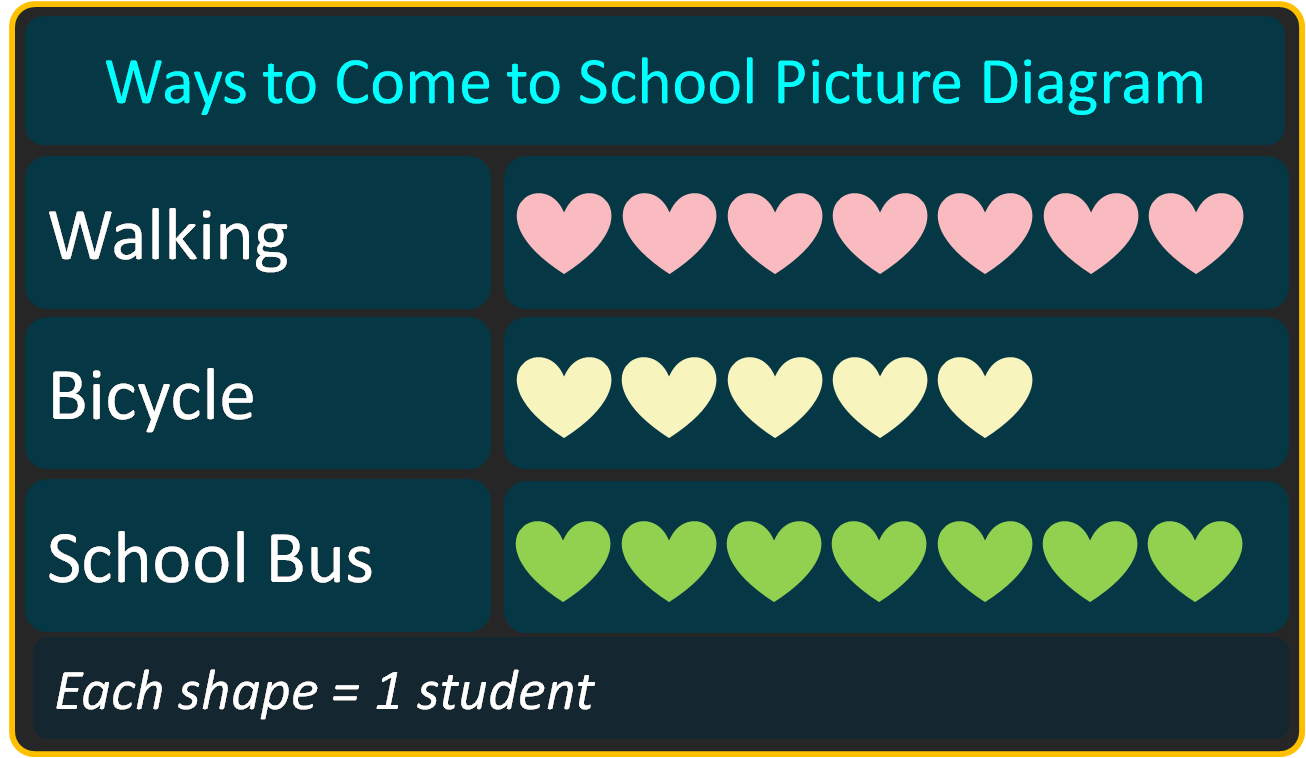 Ways to Come to School Picture Diagram
Walking
Bicycle
School Bus
Each shape = 1 student